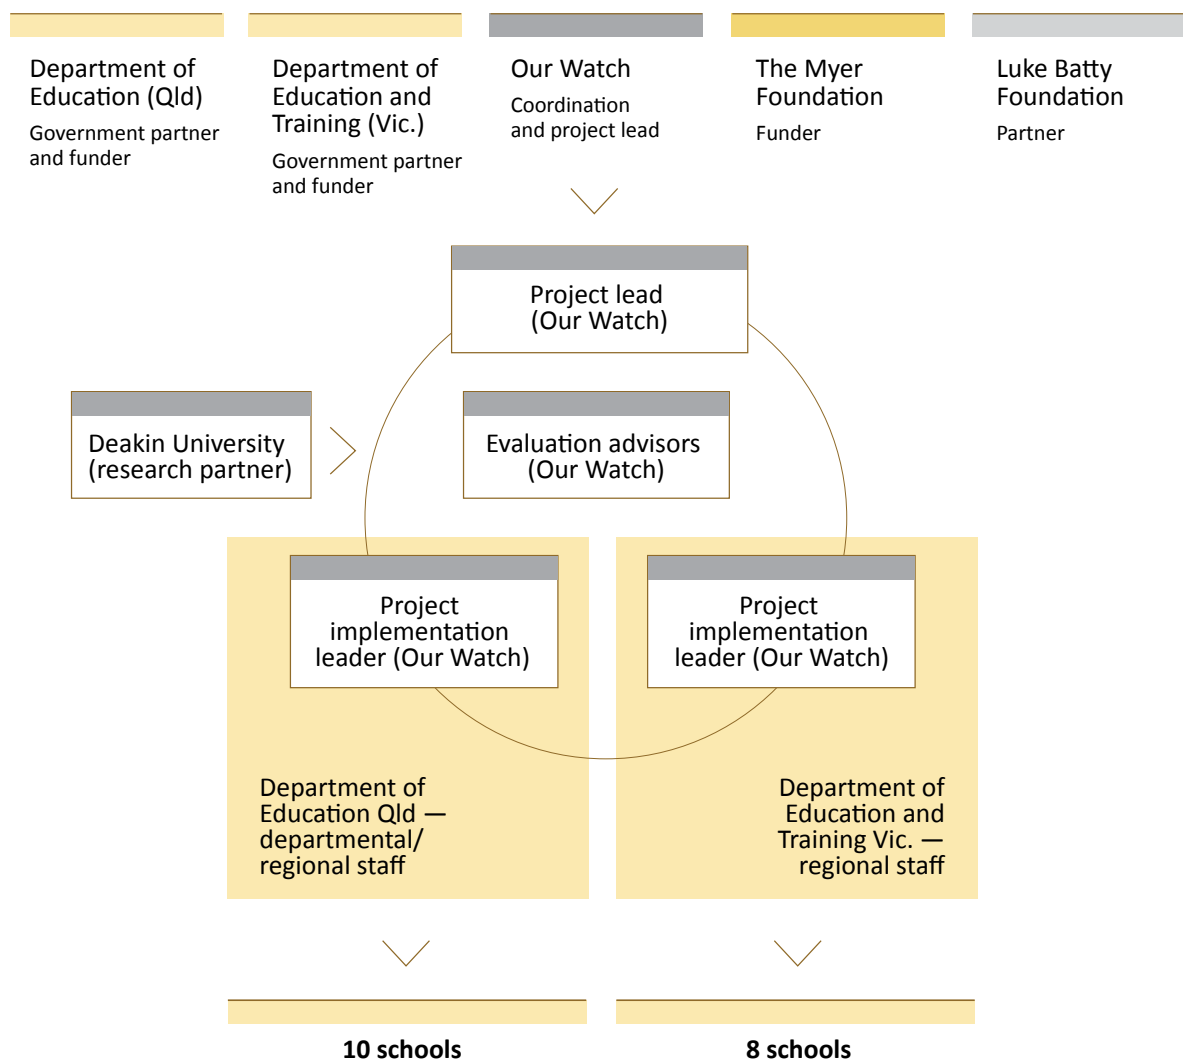 Department of
Education (Qld)
Government partner
and funder
Department of
Education and
Training (Vic.)
Government partner
and funder
Our Watch
Coordination
and project lead
The Myer
Foundation
Funder
Luke Batty
Foundation
Partner
Project lead
(Our Watch)
Deakin University
(research partner)
Evaluation advisors
(Our Watch)
Project
implementation
leader (Our Watch)
Project
implementation
leader (Our Watch)
Department of
Education Qld —
departmental/
regional staff
Department of
Education and
Training Vic. —
regional staff
10 schools
8 schools